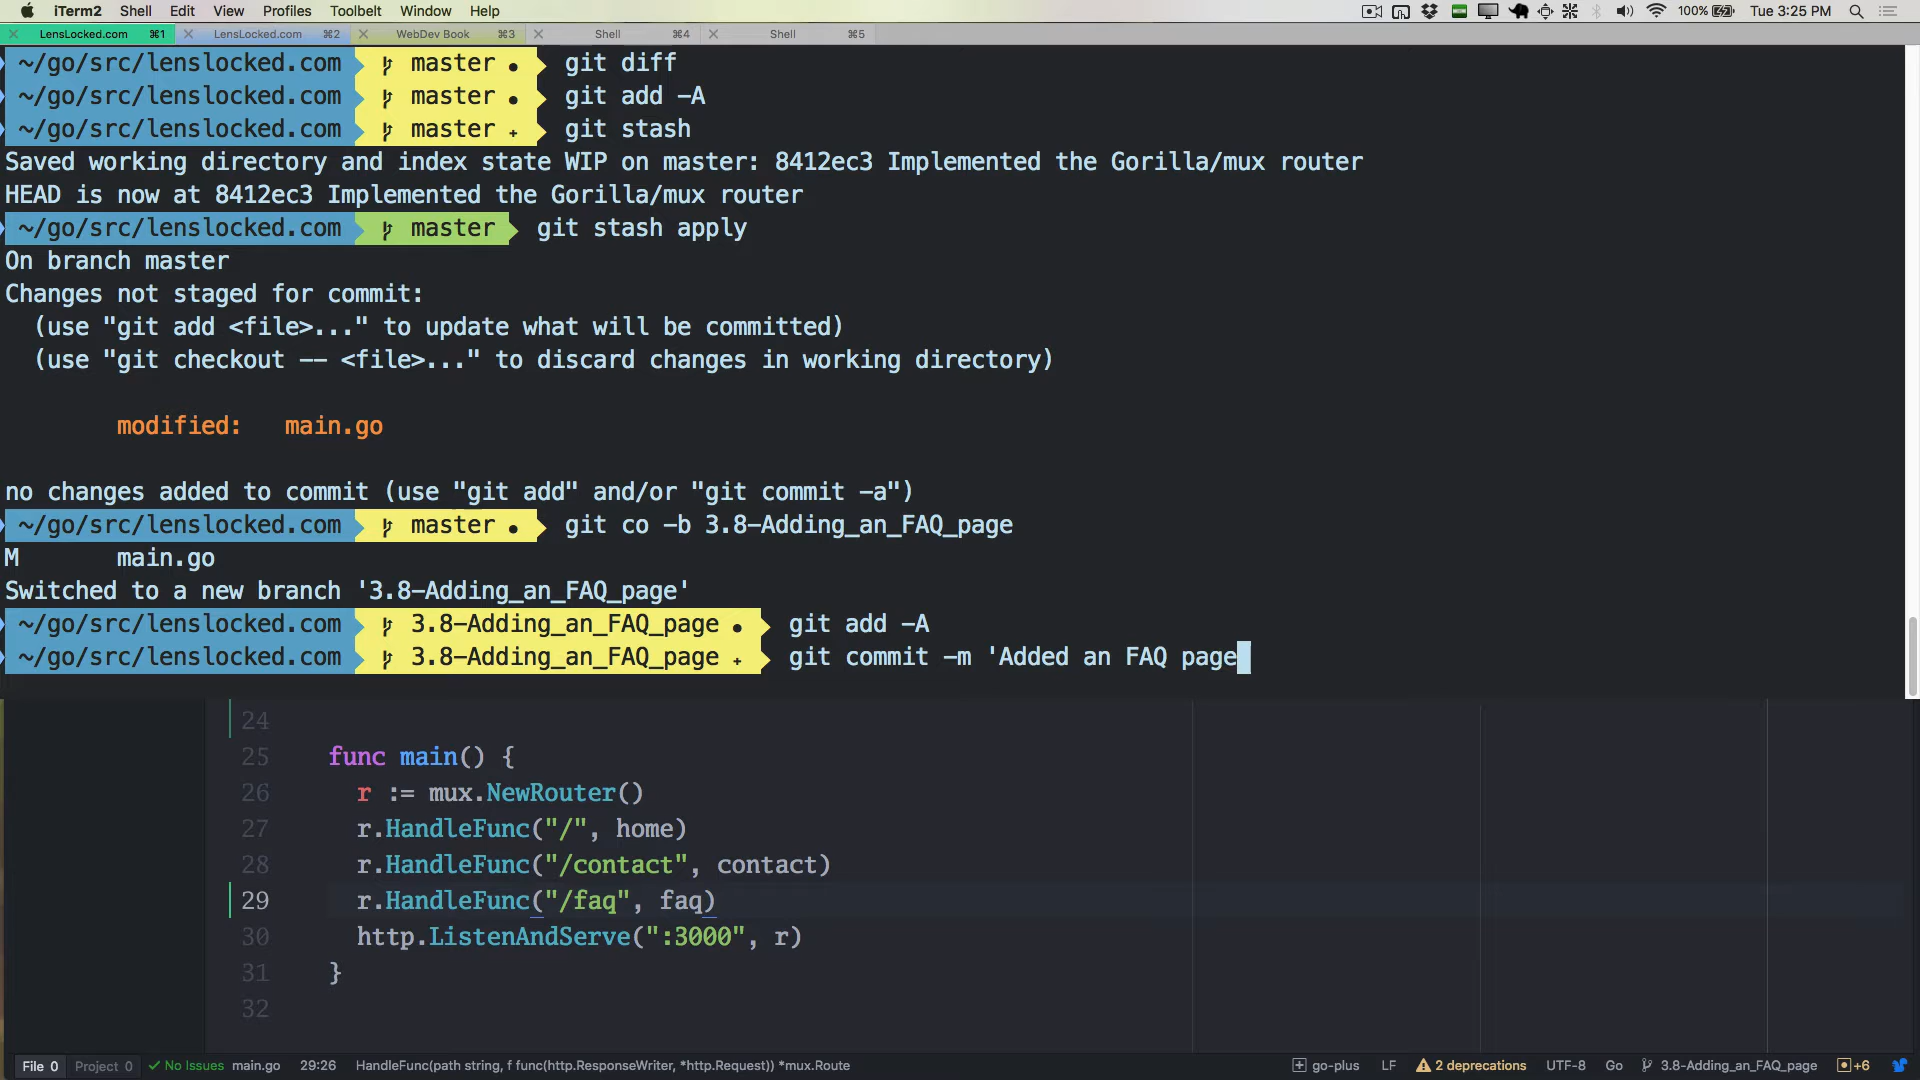 iTerm2 Shell Edit View Profiles Toolbelt Window Help 100% Tue 3:25 PM
LensLocked.com ⌘1 LensLocked.com ⌘2 WebDev Book ⌘3 Shell ⌘4 Shell ⌘5
~/go/src/lenslocked.com master ● git diff
~/go/src/lenslocked.com master ● git add -A
~/go/src/lenslocked.com master + git stash
Saved working directory and index state WIP on master: 8412ec3 Implemented the Gorilla/mux router
HEAD is now at 8412ec3 Implemented the Gorilla/mux router
~/go/src/lenslocked.com master git stash apply
On branch master
Changes not staged for commit:
(use "git add <file>..." to update what will be committed)
(use "git checkout -- <file>..." to discard changes in working directory)
modified: main.go
no changes added to commit (use "git add" and/or "git commit -a")
~/go/src/lenslocked.com master ● git co -b 3.8-Adding_an_FAQ_page
M main.go
Switched to a new branch '3.8-Adding_an_FAQ_page'
~/go/src/lenslocked.com 3.8-Adding_an_FAQ_page ● git add -A
~/go/src/lenslocked.com 3.8-Adding_an_FAQ_page + git commit -m 'Added an FAQ page
24
25 func main() {
26 r := mux.NewRouter()
27 r.HandleFunc("/", home)
28 r.HandleFunc("/contact", contact)
29 r.HandleFunc("/faq", faq)
30 http.ListenAndServe(":3000", r)
31 }
32
File 0 Project 0 ✓ No Issues main.go 29:26 HandleFunc(path string, f func(http.ResponseWriter, *http.Request)) *mux.Route go-plus LF 2 deprecations UTF-8 Go 3.8-Adding_an_FAQ_page +6